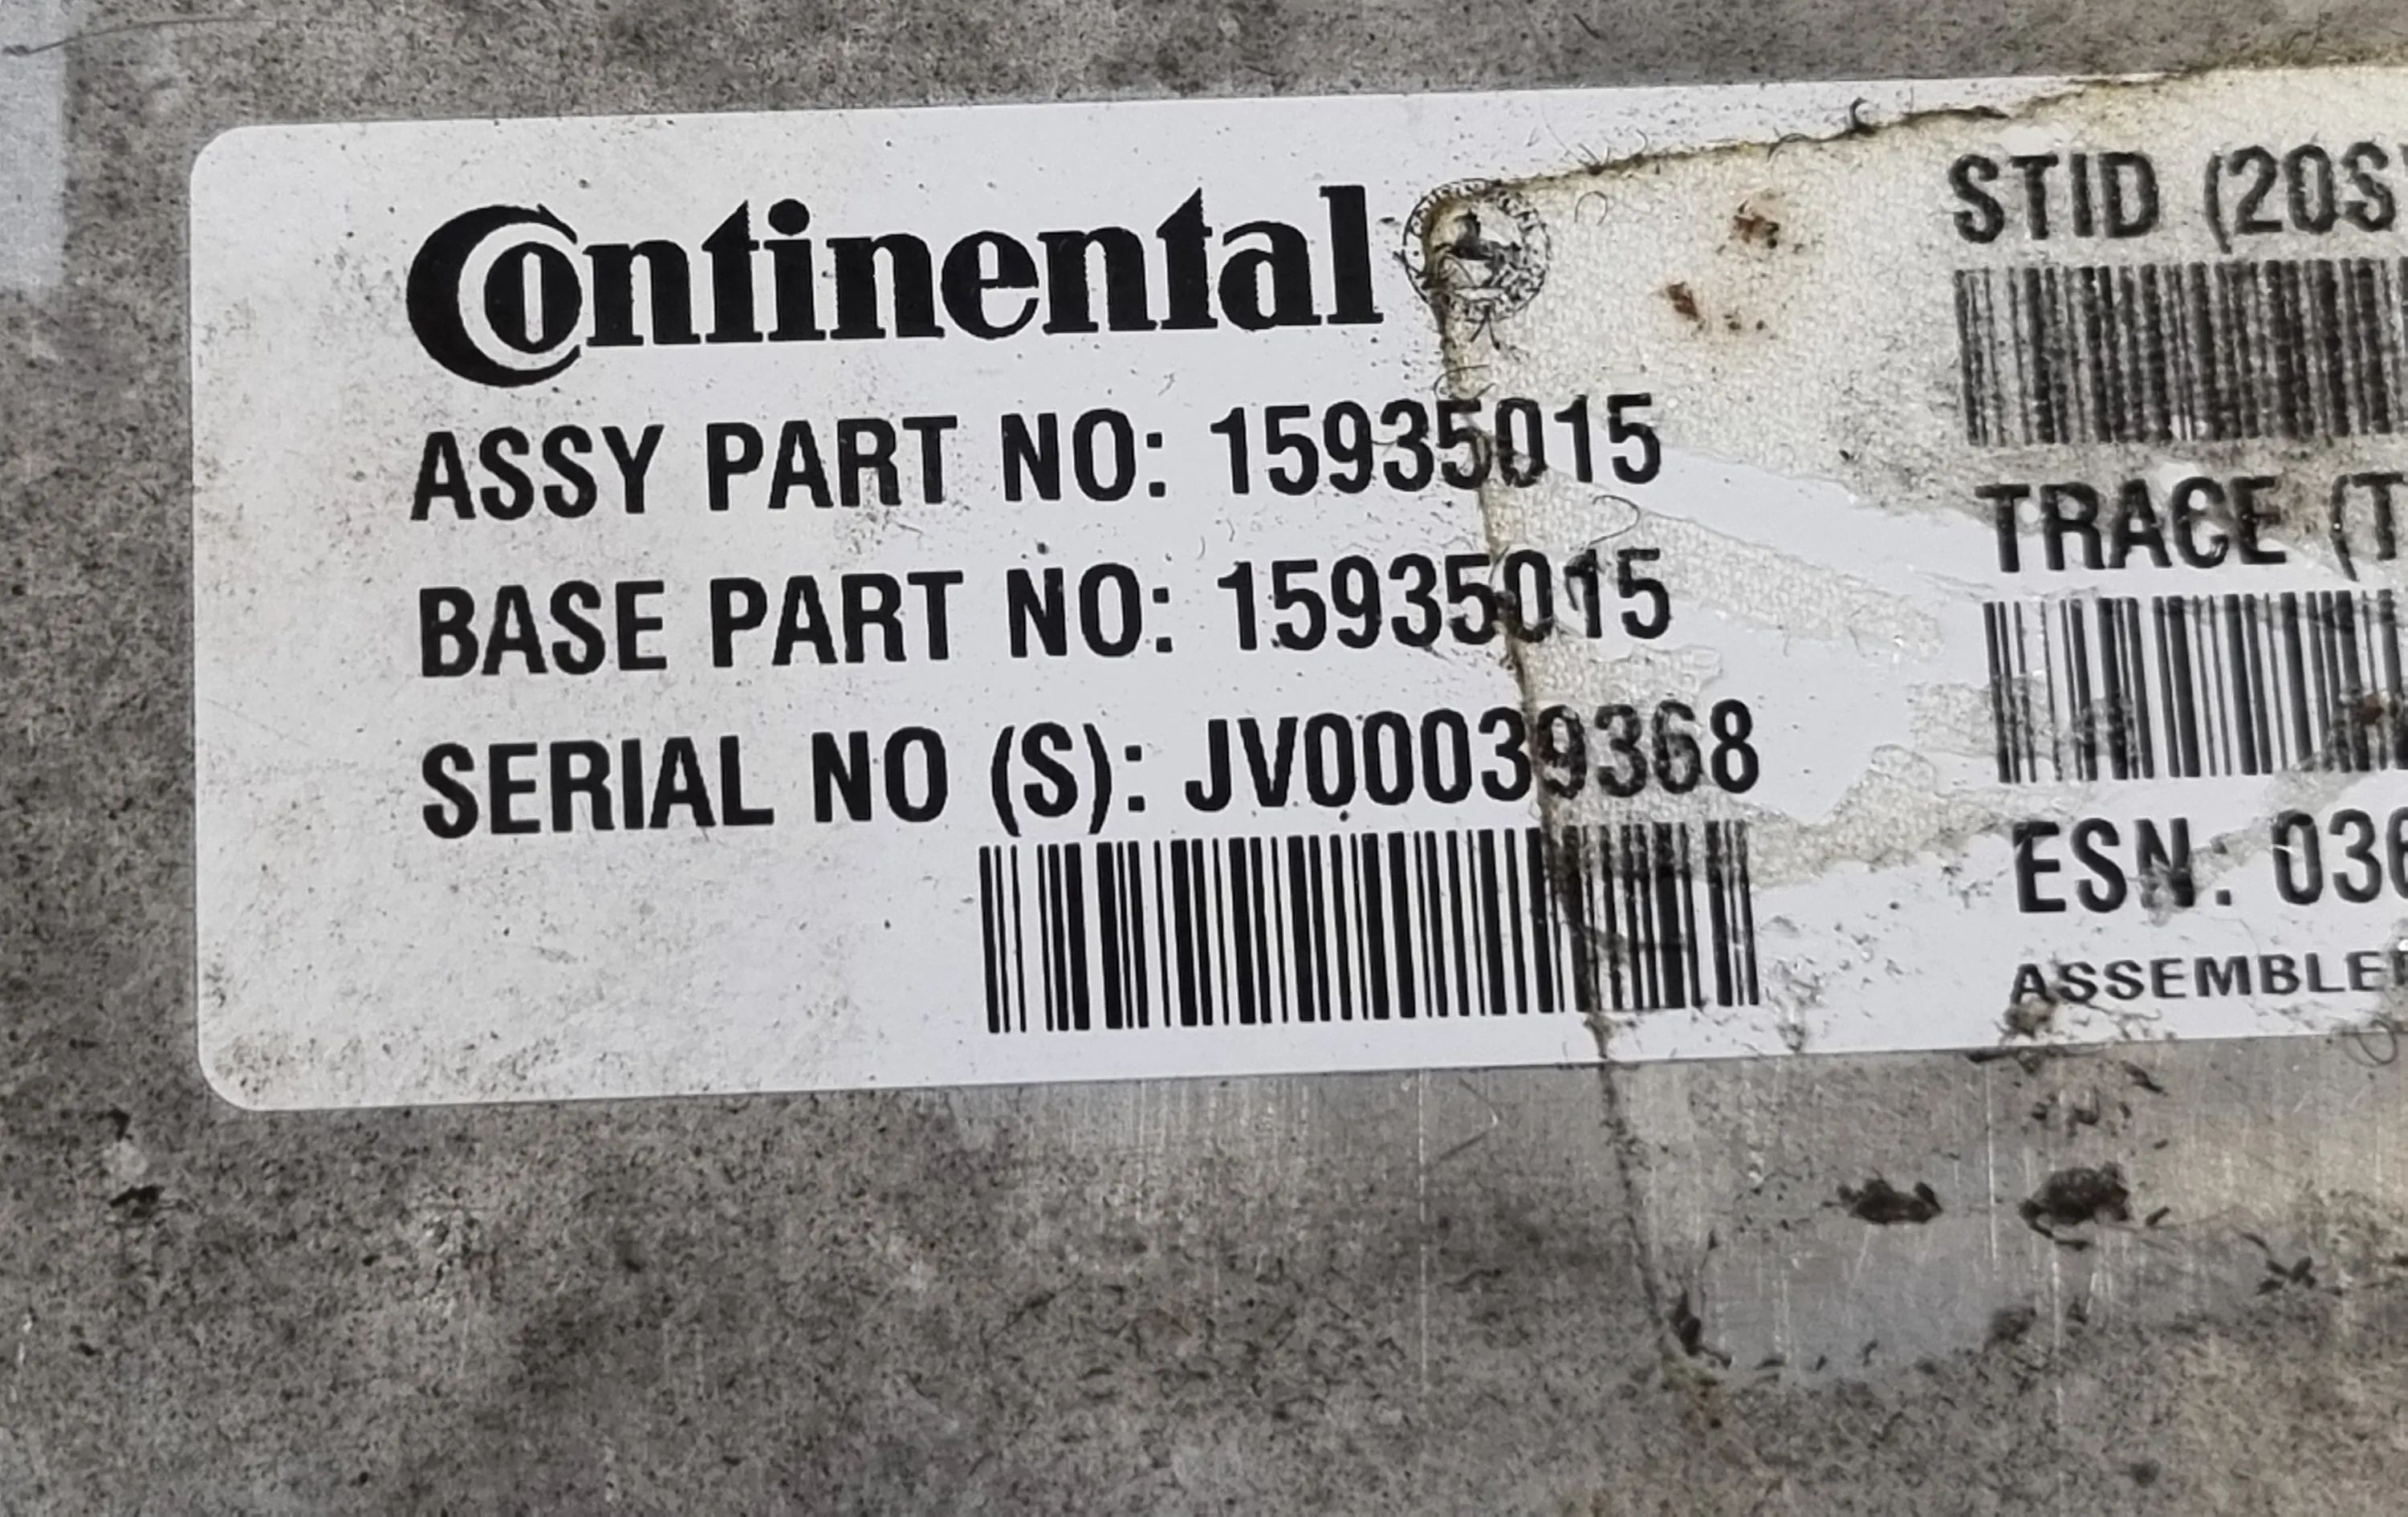 Continental
ASSY PART NO: 15935015
BASE PART NO: 15935015
SERIAL NO (S): JV00039368
STID (20S
TRACE (T
ESN: 036
ASSEMBLE